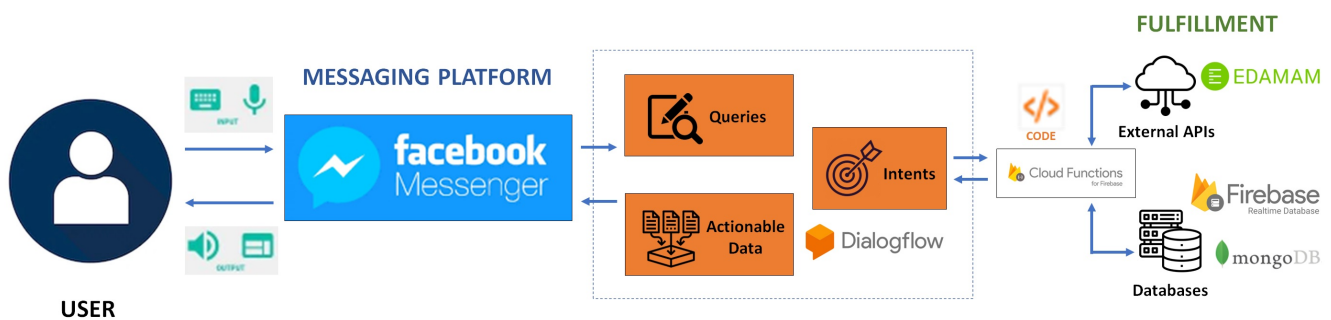 USER
INPUT
OUTPUT
MESSAGING PLATFORM
facebook
Messenger
Queries
Actionable
Data
Intents
Dialogflow
</>
CODE
Cloud Functions
for Firebase
FULFILLMENT
EDAMAM
External APIs
Firebase
Realtime Database
mongoDB
Databases